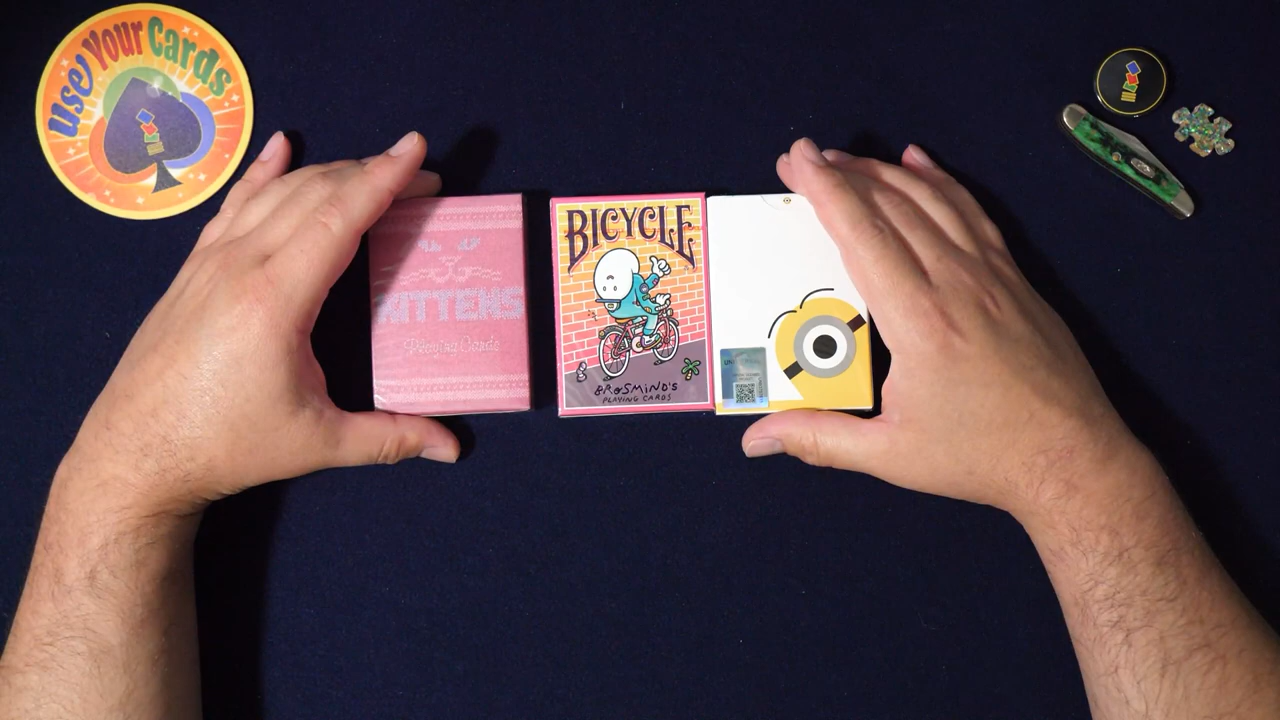 Use Your Cards
KITTENS
Playing Cards
BICYCLE
BROSMIND'S
PLAYING CARDS